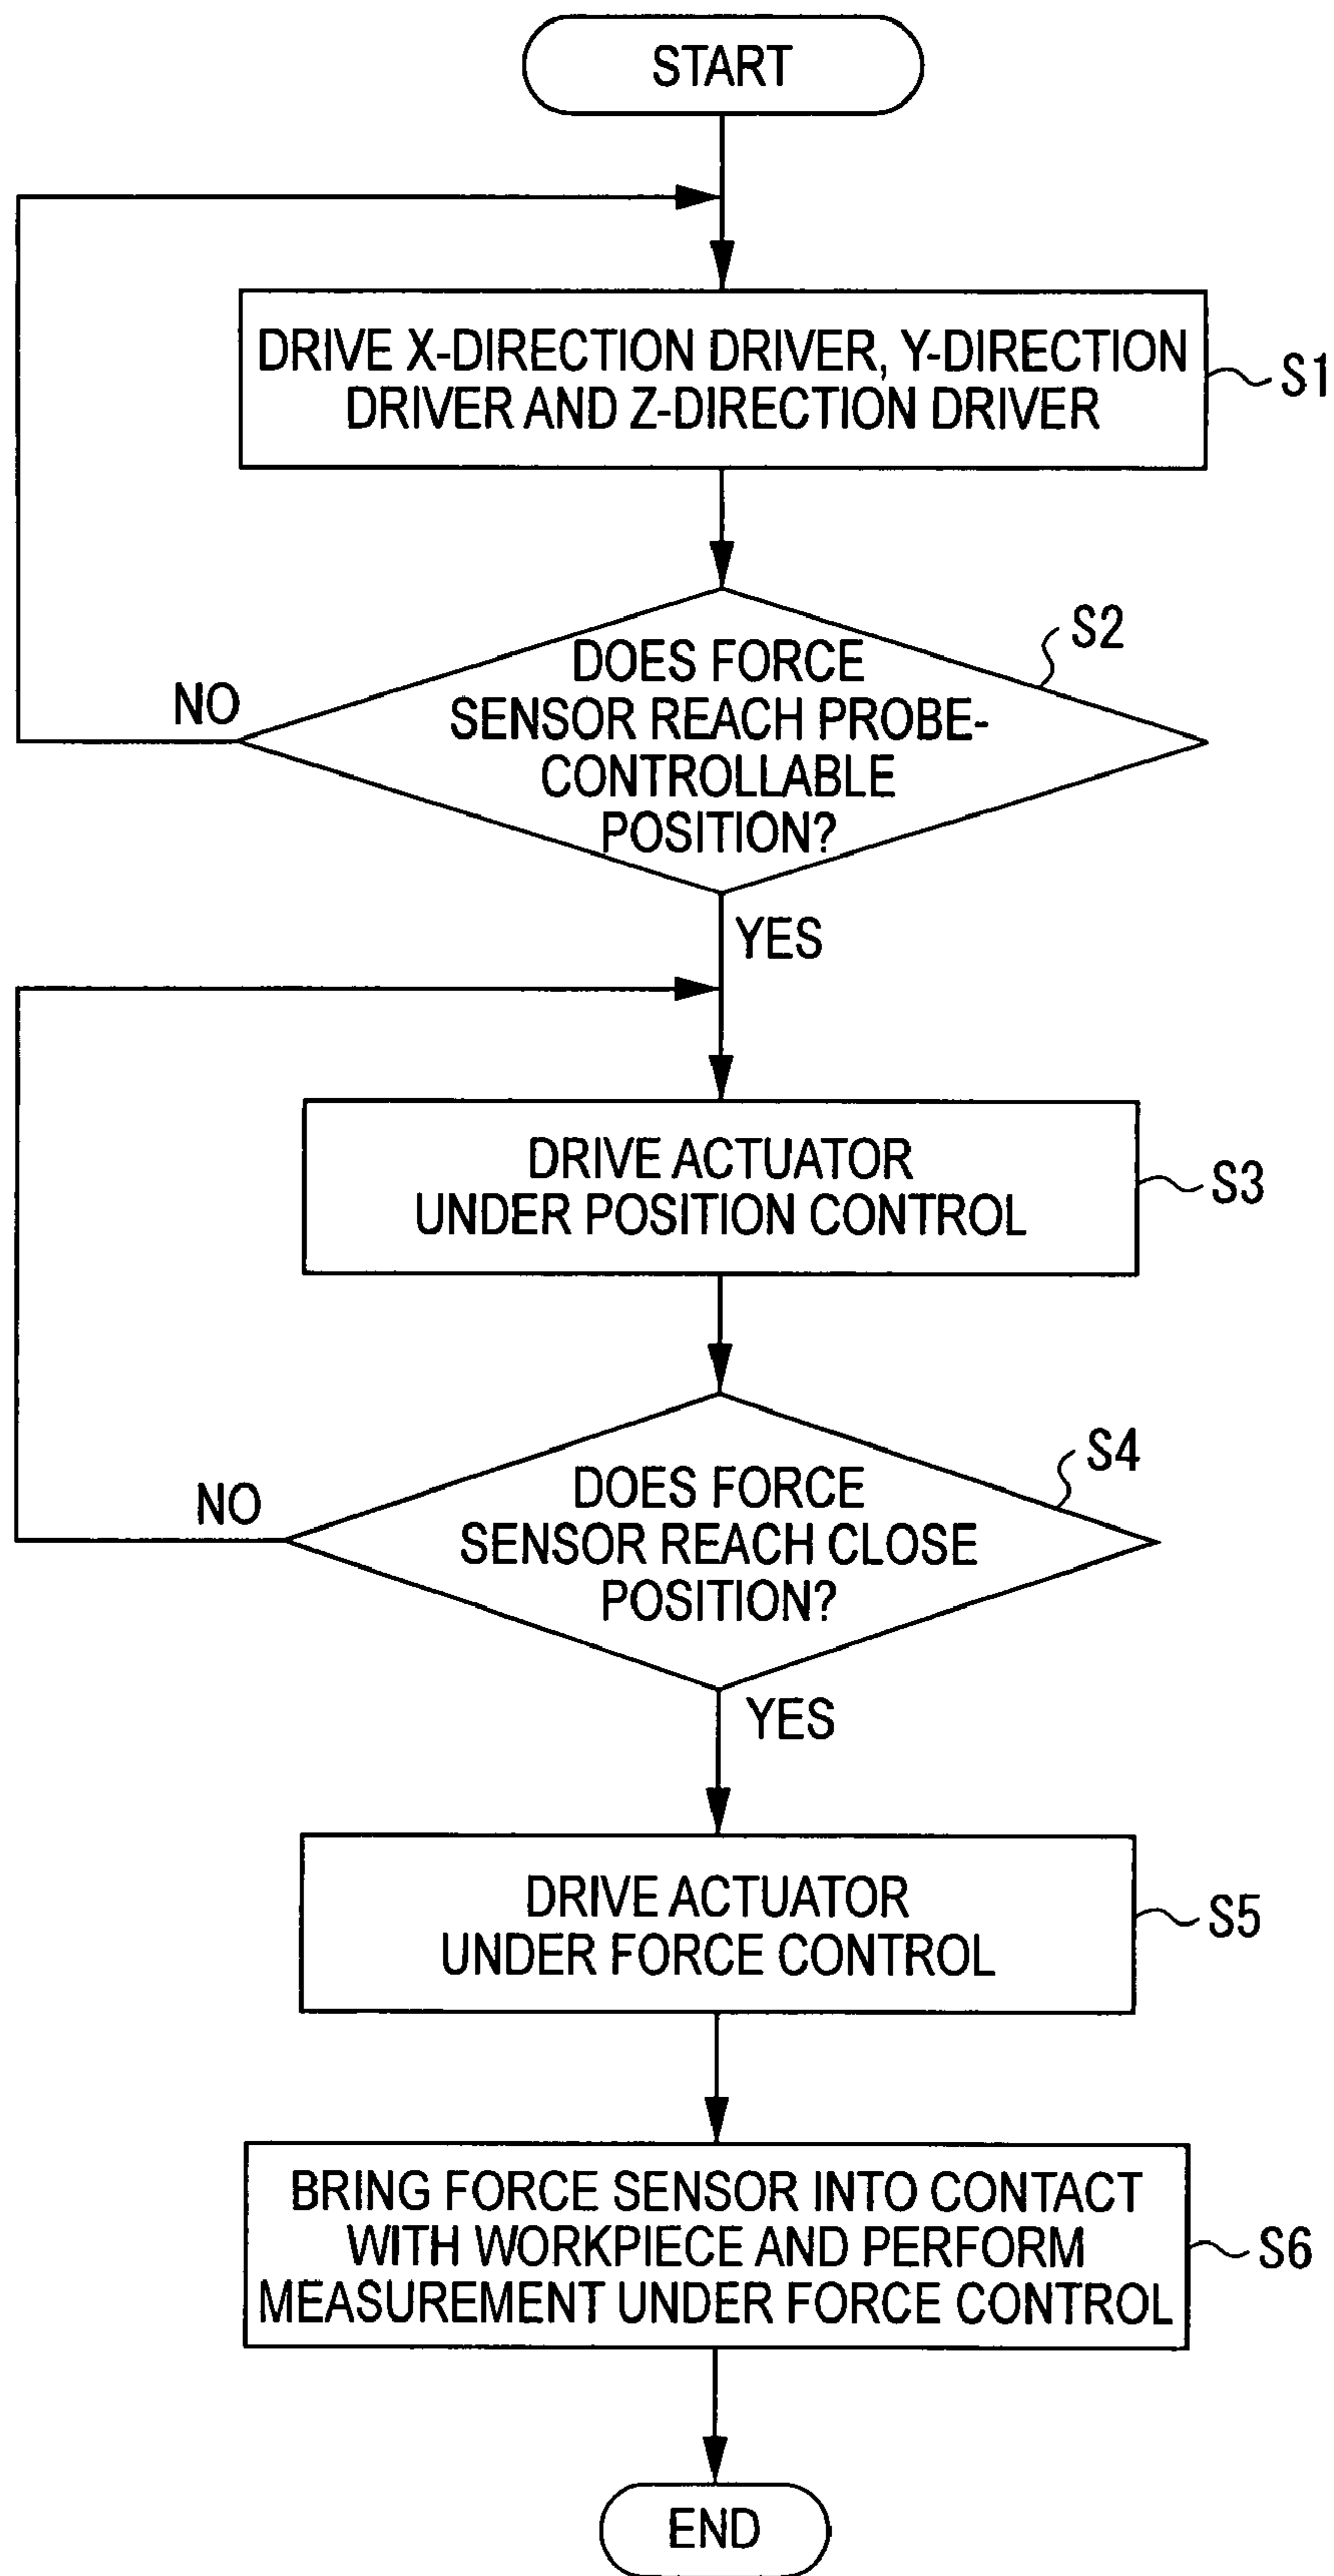 START
DRIVE X-DIRECTION DRIVER, Y-DIRECTION
DRIVER AND Z-DIRECTION DRIVER
S1
S2
DOES FORCE
SENSOR REACH PROBE-
CONTROLLABLE
POSITION?
NO
YES
DRIVE ACTUATOR
UNDER POSITION CONTROL
S3
S4
DOES FORCE
SENSOR REACH CLOSE
POSITION?
NO
YES
DRIVE ACTUATOR
UNDER FORCE CONTROL
S5
BRING FORCE SENSOR INTO CONTACT
WITH WORKPIECE AND PERFORM
MEASUREMENT UNDER FORCE CONTROL
S6
END